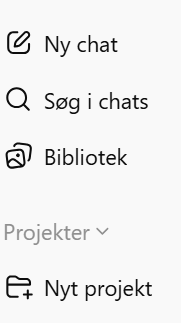 Ny chat
Søg i chats
Bibliotek
Projekter
Nyt projekt